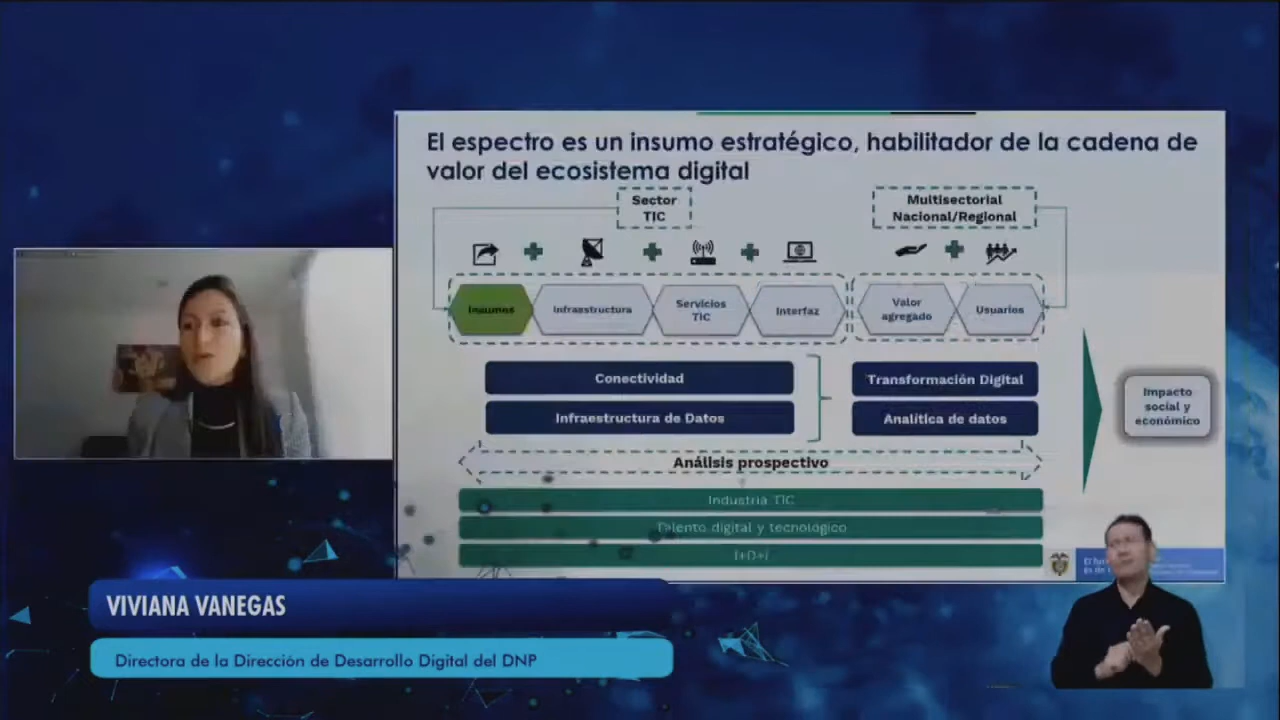 El espectro es un insumo estratégico, habilitador de la cadena de
valor del ecosistema digital
Sector
TIC
Multisectorial
Nacional/Regional
Insumos
Infraestructura
Servicios
TIC
Interfaz
Valor
agregado
Usuarios
Conectividad
Infraestructura de Datos
Transformación Digital
Analítica de datos
Impacto
social y
económico
Análisis prospectivo
Industria TIC
Talento digital y tecnológico
I+D+i
VIVIANA VANEGAS
Directora de la Dirección de Desarrollo Digital del DNP